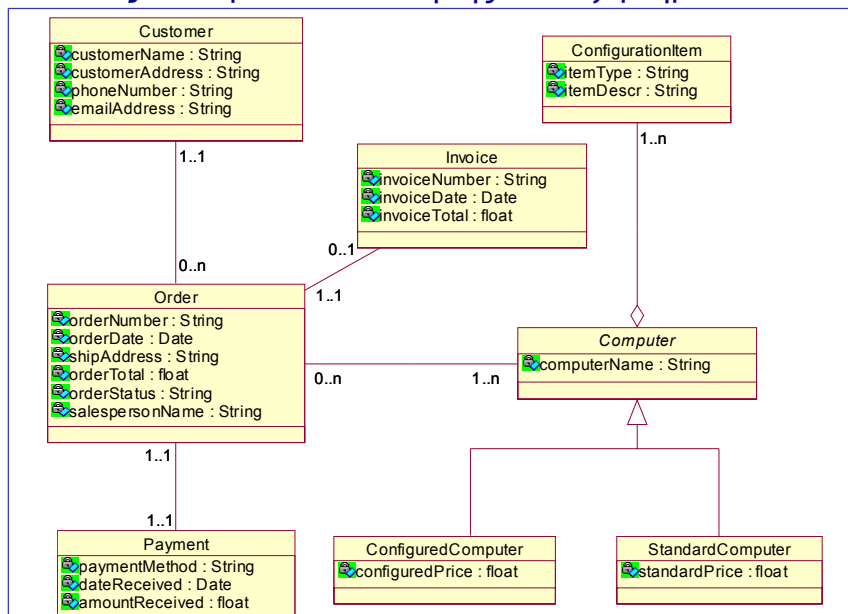 Customer
customerName : String
customerAddress : String
phoneNumber : String
emailAddress : String
ConfigurationItem
itemType : String
itemDescr : String
1..1
1..n
Invoice
invoiceNumber : String
invoiceDate : Date
invoiceTotal : float
0..1
0..n
1..1
Order
orderNumber : String
orderDate : Date
shipAddress : String
orderTotal : float
orderStatus : String
salespersonName : String
Computer
computerName : String
0..n
1..n
1..1
1..1
Payment
paymentMethod : String
dateReceived : Date
amountReceived : float
ConfiguredComputer
configuredPrice : float
StandardComputer
standardPrice : float